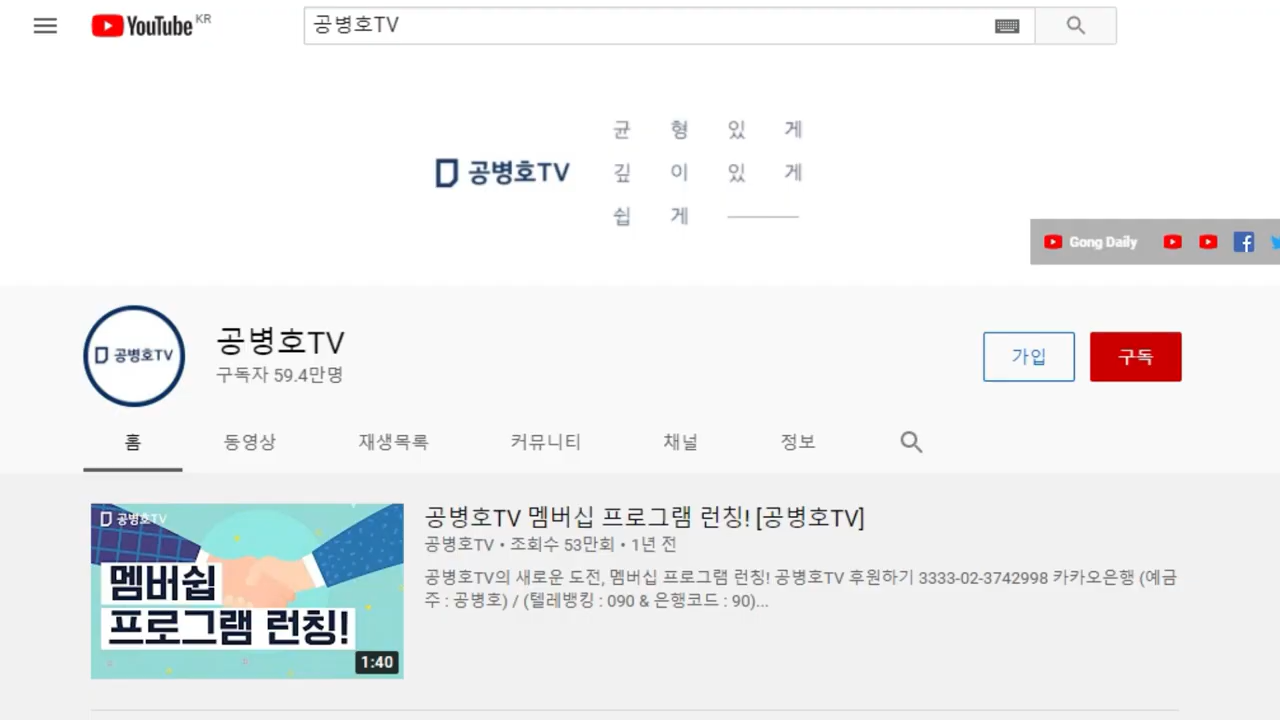 YouTube KR
공병호TV
공병호TV
균 형 있 게
깊 이 있 게
쉽 게
Gong Daily
공병호TV
공병호TV
구독자 59.4만명
가입
구독
홈 동영상 재생목록 커뮤니티 채널 정보
공병호TV
멤버쉽
프로그램 런칭!
1:40
공병호TV 멤버십 프로그램 런칭! [공병호TV]
공병호TV • 조회수 53만회 • 1년 전
공병호TV의 새로운 도전, 멤버십 프로그램 런칭! 공병호TV 후원하기 3333-02-3742998 카카오은행 (예금
주 : 공병호) / (텔레뱅킹 : 090 & 은행코드 : 90)...